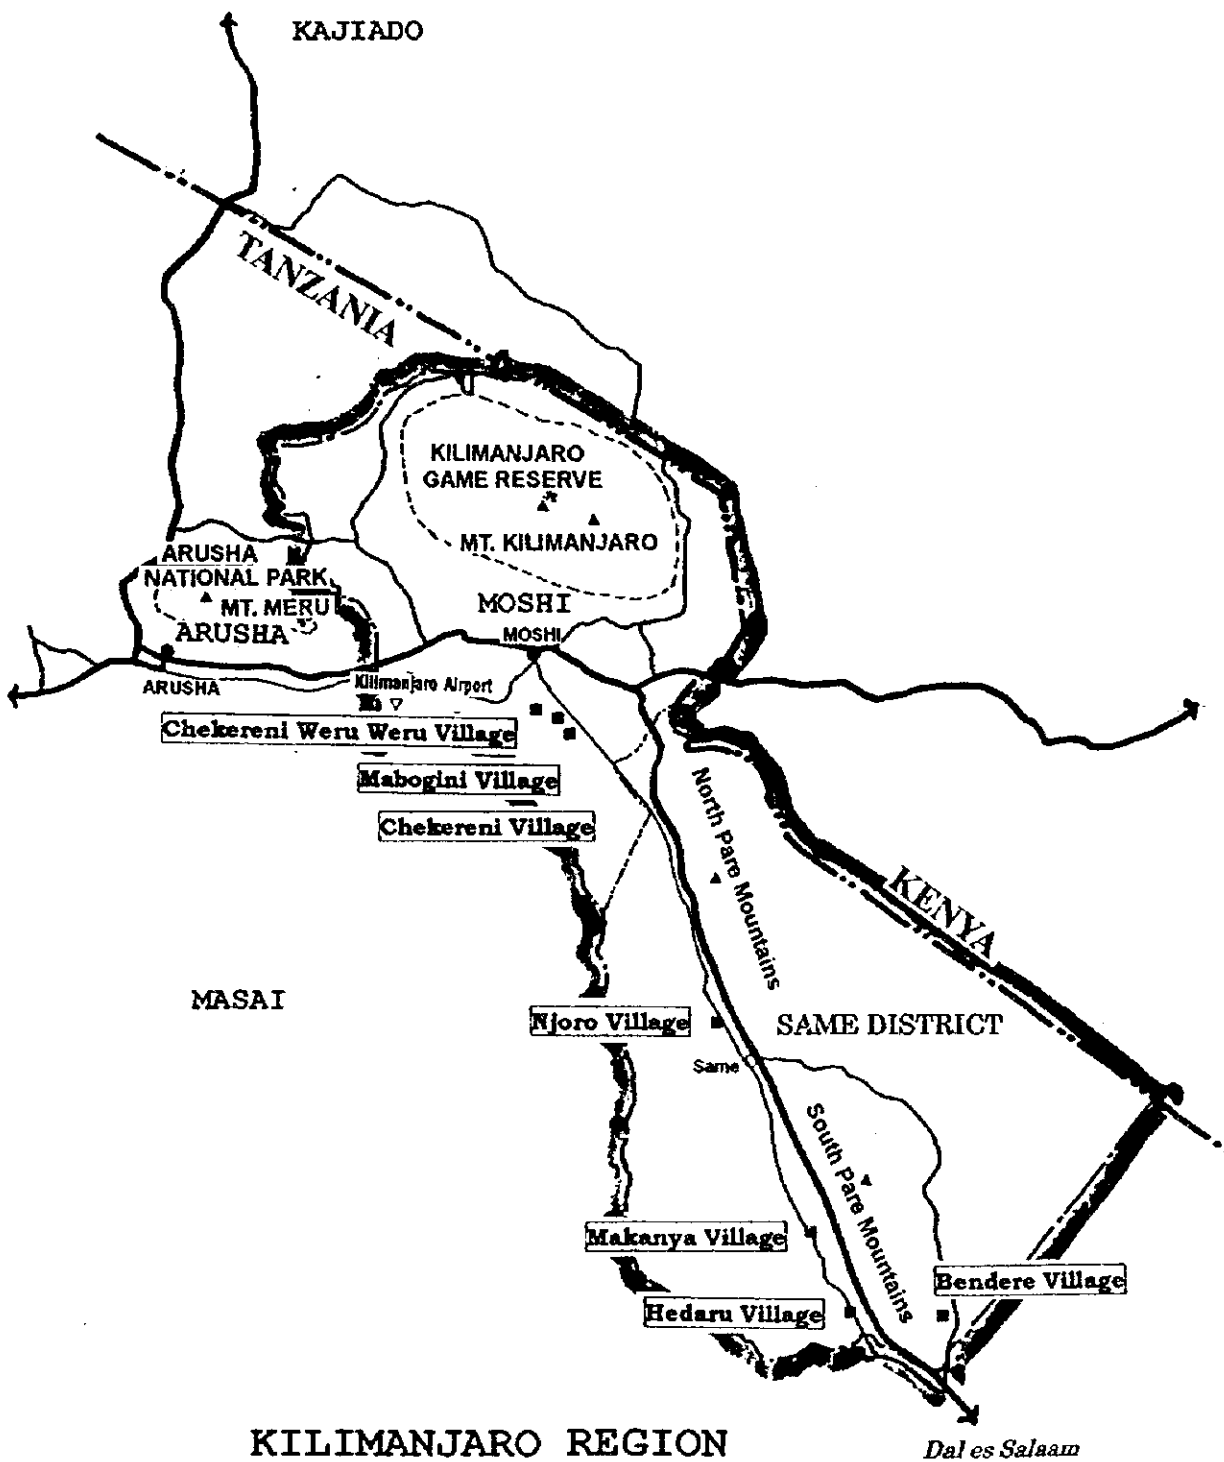 KAJIADO
TANZANIA
KILIMANJARO
GAME RESERVE
MT. KILIMANJARO
ARUSHA
NATIONAL PARK
MT. MERU
MOSHI
ARUSHA
MOSHI
ARUSHA
Kilimanjaro Airport
Chekereni Weru Weru Village
Mabogini Village
Chekereni Village
North Pare Mountains
KENYA
MASAI
Njoro Village
SAME DISTRICT
Same
South Pare Mountains
Makanya Village
Bendere Village
Hedaru Village
KILIMANJARO REGION
Dal es Salaam